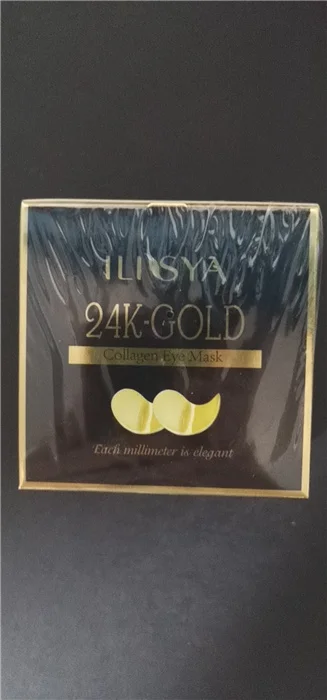 ILISYA
24K-GOLD
Collagen Eye Mask
Each millimeter is elegant